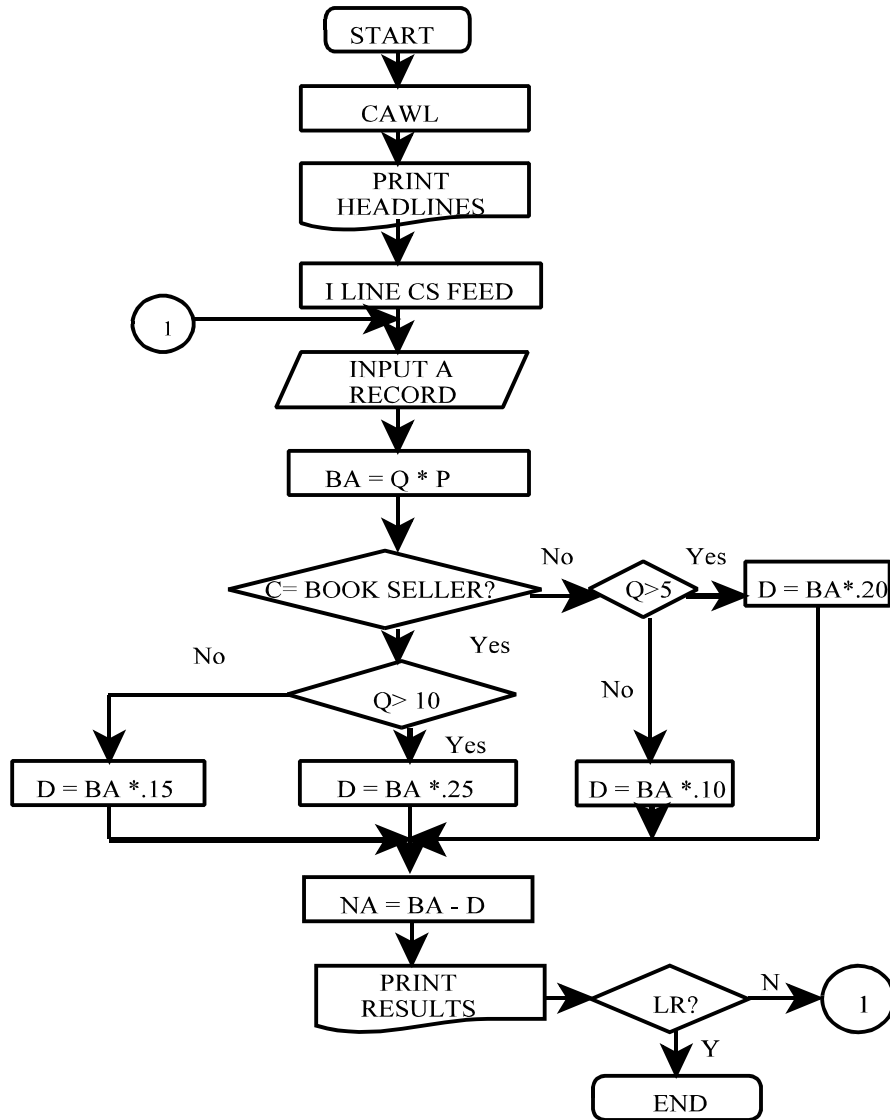 START
CAWL
PRINT
HEADLINES
I LINE CS FEED
1
INPUT A
RECORD
BA = Q * P
C= BOOK SELLER?
No
Q>5
Yes
D = BA*.20
Yes
No
Q> 10
No
Yes
D = BA *.15
D = BA *.25
D = BA *.10
NA = BA - D
PRINT
RESULTS
LR?
N
1
Y
END